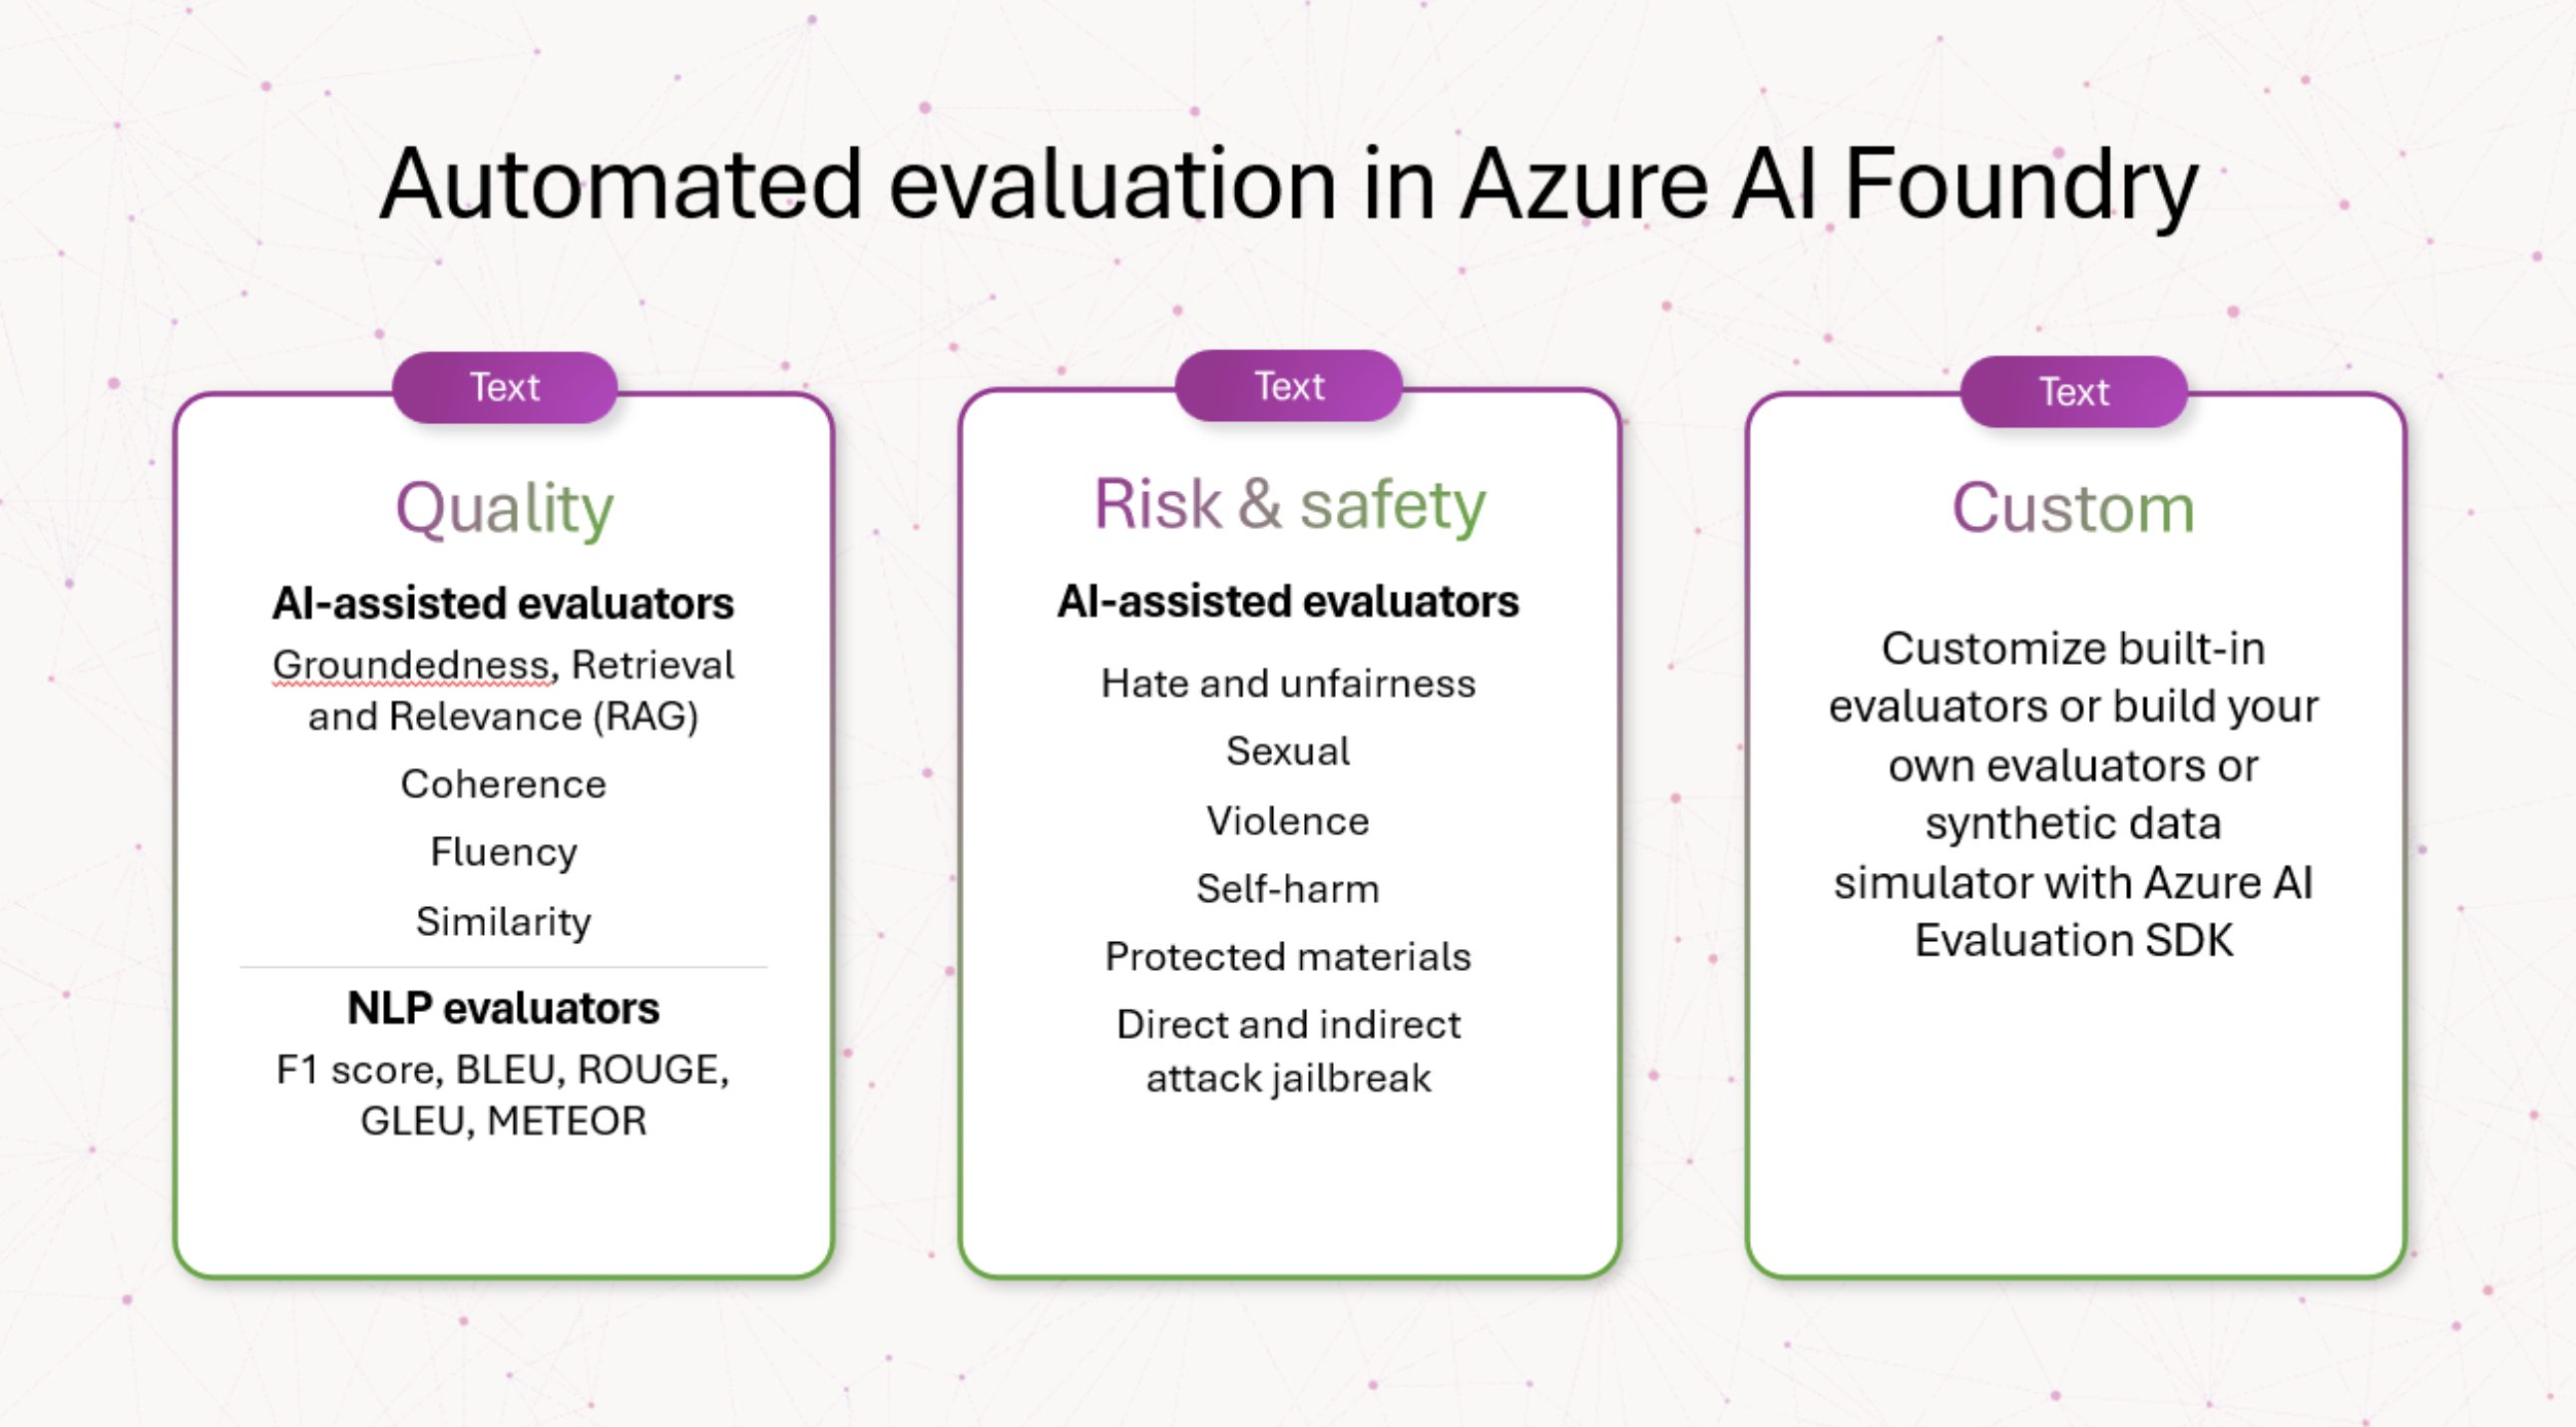 Automated evaluation in Azure AI Foundry
Text
Quality
AI-assisted evaluators
Groundedness, Retrieval
and Relevance (RAG)
Coherence
Fluency
Similarity
NLP evaluators
F1 score, BLEU, ROUGE,
GLEU, METEOR
Text
Risk & safety
AI-assisted evaluators
Hate and unfairness
Sexual
Violence
Self-harm
Protected materials
Direct and indirect
attack jailbreak
Text
Custom
Customize built-in
evaluators or build your
own evaluators or
synthetic data
simulator with Azure AI
Evaluation SDK